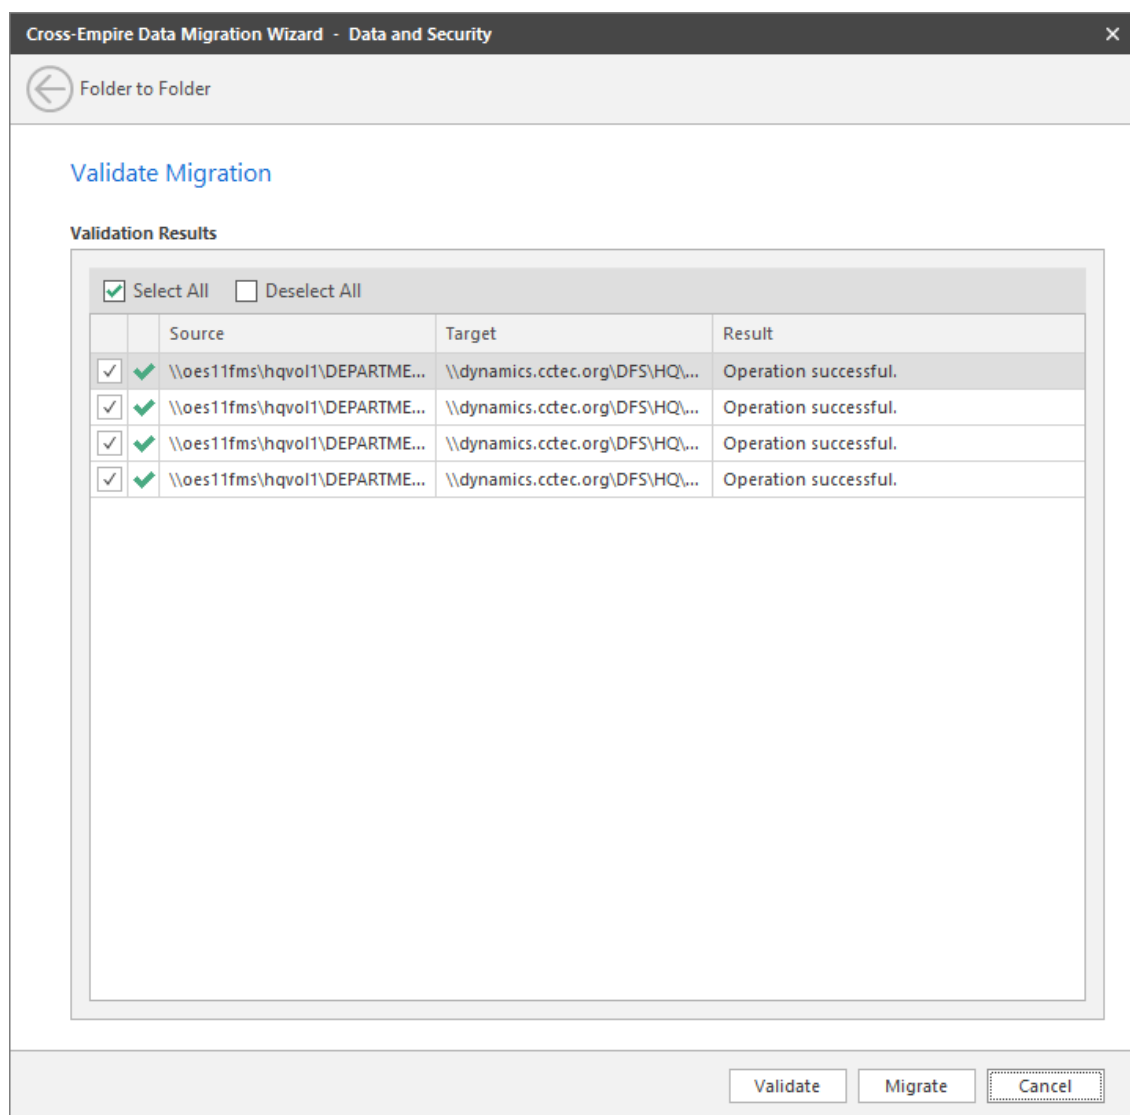 Cross-Empire Data Migration Wizard - Data and Security
Folder to Folder
Validate Migration
Validation Results
Select All Deselect All
Source Target Result
\\oes11fms\hqvol1\DEPARTME... \\dynamics.cctec.org\DFS\HQ\... Operation successful.
\\oes11fms\hqvol1\DEPARTME... \\dynamics.cctec.org\DFS\HQ\... Operation successful.
\\oes11fms\hqvol1\DEPARTME... \\dynamics.cctec.org\DFS\HQ\... Operation successful.
\\oes11fms\hqvol1\DEPARTME... \\dynamics.cctec.org\DFS\HQ\... Operation successful.
Validate Migrate Cancel